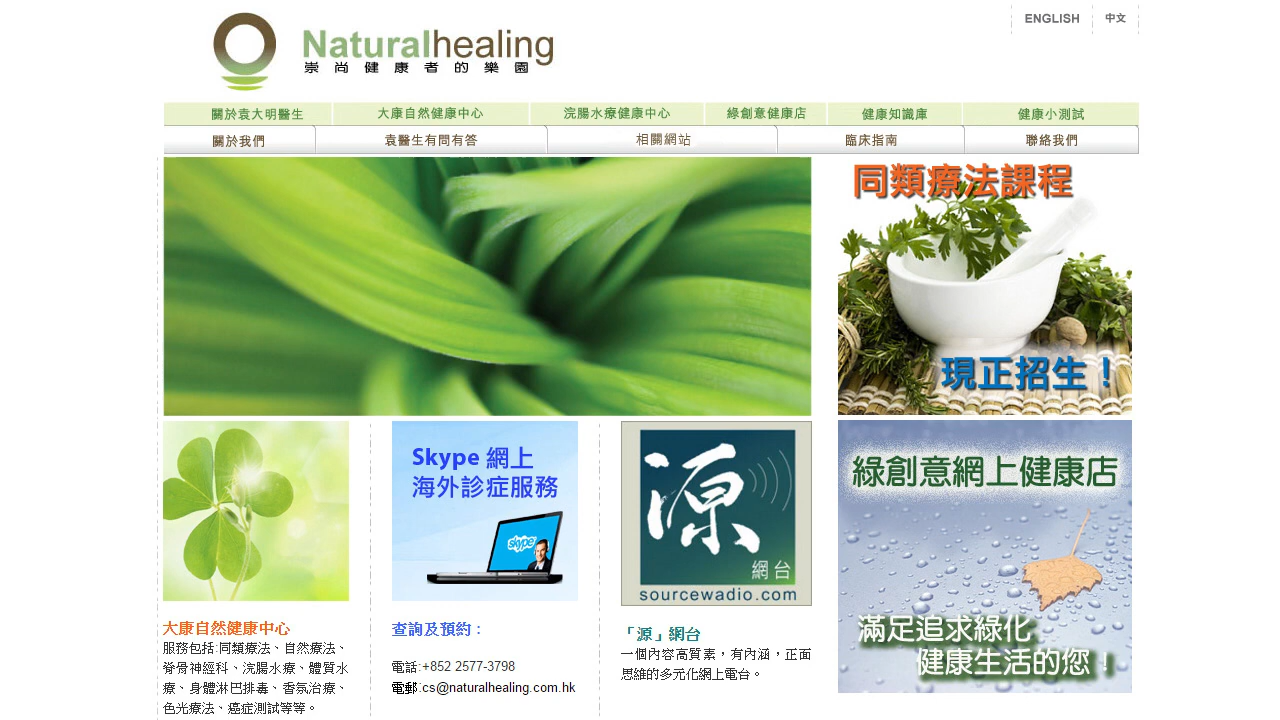 ENGLISH 中文
Naturalhealing
崇尚健康者的樂園
關於袁大明醫生 大康自然健康中心 浣腸水療健康中心 綠創意健康店 健康知識庫 健康小測試
關於我們 袁醫生有問有答 相關網站 臨床指南 聯絡我們
同類療法課程
現正招生！
Skype 網上
海外診症服務
skype
源
網台
sourcewadio.com
綠創意網上健康店
滿足追求綠化
健康生活的您！
大康自然健康中心
服務包括:同類療法、自然療法、
脊骨神經科、浣腸水療、體質水
療、身體淋巴排毒、香氛治療、
色光療法、癌症測試等等。
查詢及預約：
電話:+852 2577-3798
電郵:cs@naturalhealing.com.hk
「源」網台
一個內容高質素，有內涵，正面
思維的多元化網上電台。